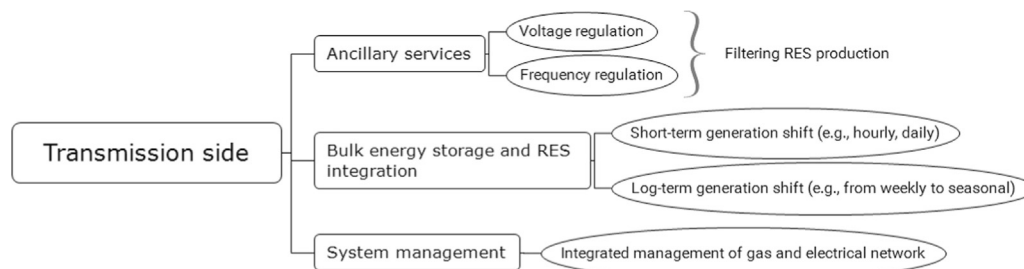 Voltage regulation
Ancillary services
Filtering RES production
Frequency regulation
Transmission side
Bulk energy storage and RES
integration
Short-term generation shift (e.g., hourly, daily)
Log-term generation shift (e.g., from weekly to seasonal)
System management
Integrated management of gas and electrical network